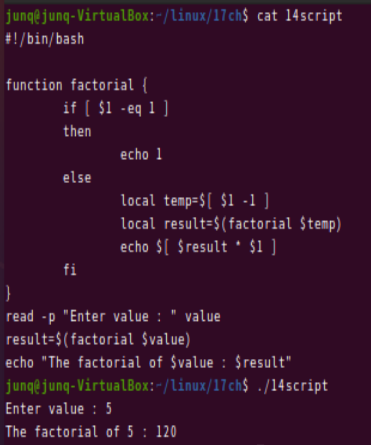 junq@junq-VirtualBox:~/linux/17ch$ cat 14script
#!/bin/bash

function factorial {
        if [ $1 -eq 1 ]
        then
                echo 1
        else
                local temp=$[ $1 -1 ]
                local result=$(factorial $temp)
                echo $[ $result * $1 ]
        fi
}
read -p "Enter value : " value
result=$(factorial $value)
echo "The factorial of $value : $result"
junq@junq-VirtualBox:~/linux/17ch$ ./14script
Enter value : 5
The factorial of 5 : 120